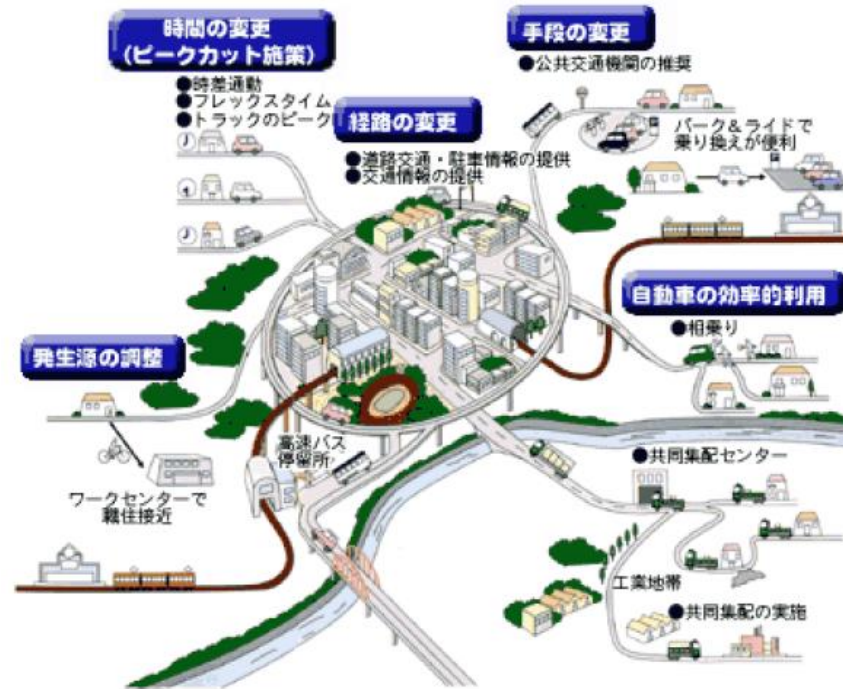 時間の変更
(ピークカット施策)
●時差通動
●フレックスタイム
●トラックのピーク
経路の変更
●道路交通・駐車情報の提供
●交通情報の提供
手段の変更
●公共交通機関の推奨
パーク&ライドで
乗り換えが便利
自動車の効率的利用
●相乗り
発生源の調整
ワークセンターで
職住接近
高速バス
停留所
●共同集配センター
工業地帯
●共同集配の実施